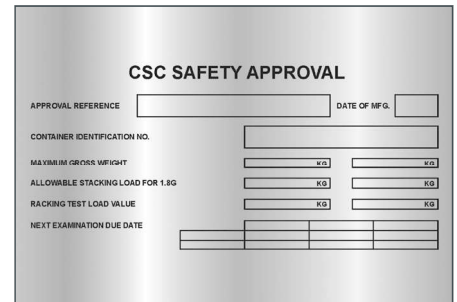 CSC SAFETY APPROVAL
APPROVAL REFERENCE DATE OF MFG.
CONTAINER IDENTIFICATION NO.
MAXIMUM GROSS WEIGHT KG KG
ALLOWABLE STACKING LOAD FOR 1.8G KG KG
RACKING TEST LOAD VALUE KG KG
NEXT EXAMINATION DUE DATE